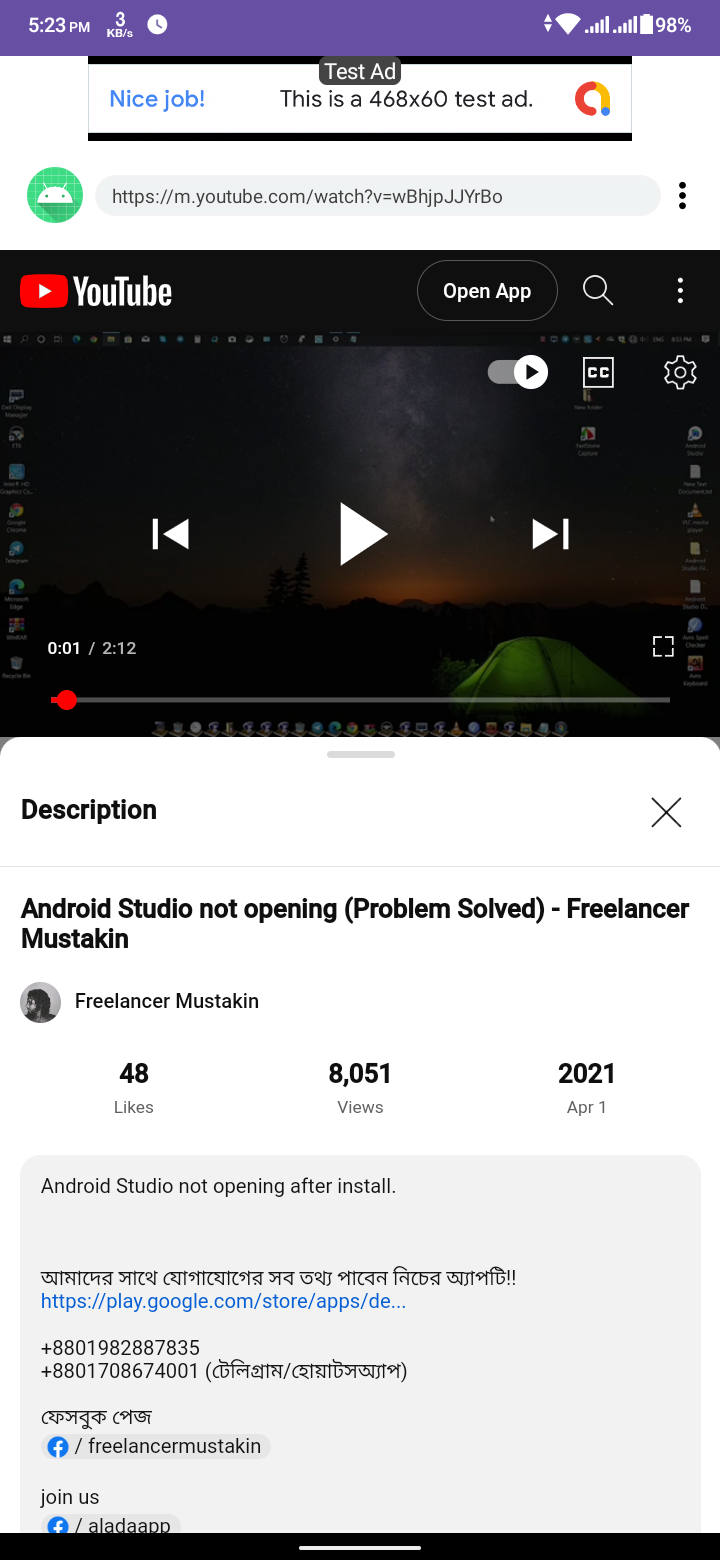 5:23 PM
3
KB/s
98%
Test Ad
Nice job!
This is a 468x60 test ad.
https://m.youtube.com/watch?v=wBhjpJJYrBo
YouTube
Open App
CC
0:01 / 2:12
Description
Android Studio not opening (Problem Solved) - Freelancer
Mustakin
Freelancer Mustakin
48
8,051
2021
Likes
Views
Apr 1
Android Studio not opening after install.
আমাদের সাথে যোগাযোগের সব তথ্য পাবেন নিচের অ্যাপটি!!
https://play.google.com/store/apps/de...
+8801982887835
+8801708674001 (টেলিগ্রাম/হোয়াটসঅ্যাপ)
ফেসবুক পেজ
/ freelancermustakin
join us
/ aladaapp